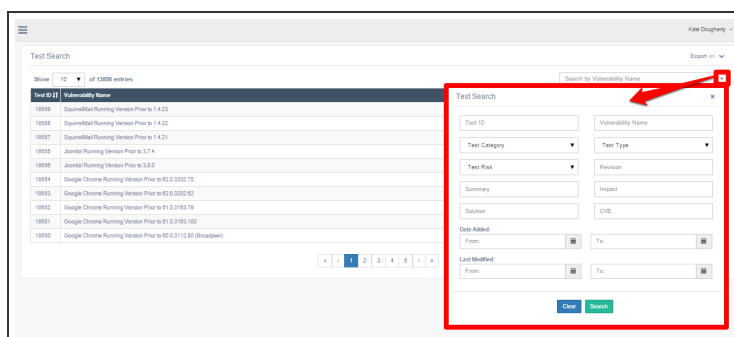 Kate Dougherty
Test Search
Export
Show 10 of 13898 entries
Search by Vulnerability Name
Test ID Vulnerability Name
19559 SquirrelMail Running Version Prior to 1.4.23
19558 SquirrelMail Running Version Prior to 1.4.22
19557 SquirrelMail Running Version Prior to 1.4.21
19556 Joomla! Running Version Prior to 3.7.4
19555 Joomla! Running Version Prior to 3.8.0
19554 Google Chrome Running Version Prior to 62.0.3202.75
19553 Google Chrome Running Version Prior to 62.0.3202.62
19552 Google Chrome Running Version Prior to 61.0.3163.79
19551 Google Chrome Running Version Prior to 61.0.3163.100
19550 Google Chrome Running Version Prior to 60.0.3112.80 (Broadpwn)
« ‹ 1 2 3 4 5 › »
Test Search ×
Test ID Vulnerability Name
Test Category Test Type
Test Risk Revision
Summary Impact
Solution CVE
Date Added:
From: To:
Last Modified:
From: To:
Clear Search